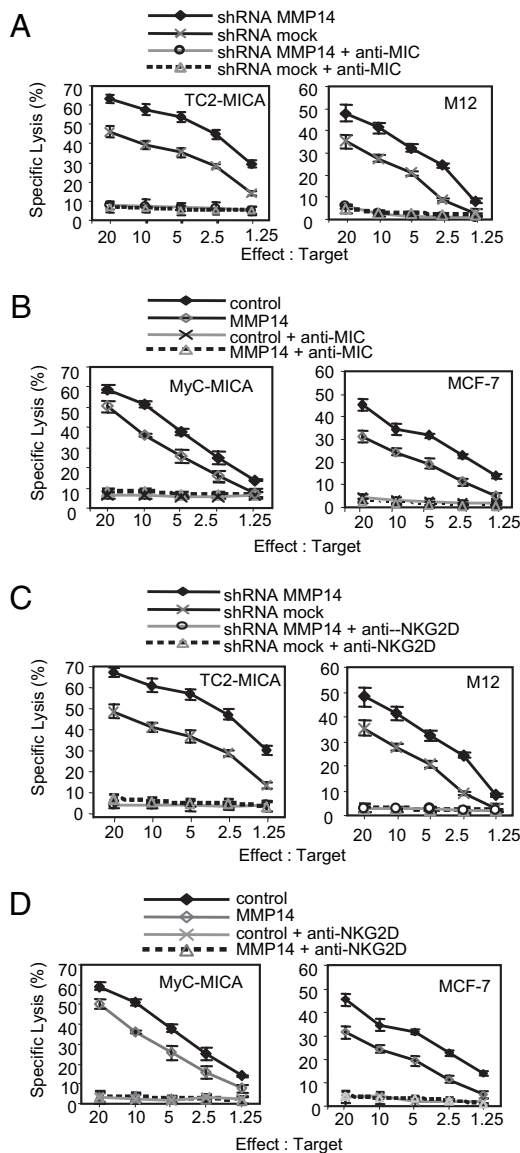 A
shRNA MMP14
shRNA mock
shRNA MMP14 + anti-MIC
shRNA mock + anti-MIC
Specific Lysis (%)
70
60
50
40
30
20
10
0
TC2-MICA
20 10 5 2.5 1.25
60
50
40
30
20
10
0
M12
20 10 5 2.5 1.25
Effect : Target
B
control
MMP14
control + anti-MIC
MMP14 + anti-MIC
Specific Lysis (%)
70
60
50
40
30
20
10
0
MyC-MICA
20 10 5 2.5 1.25
60
50
40
30
20
10
0
MCF-7
20 10 5 2.5 1.25
Effect : Target
C
shRNA MMP14
shRNA mock
shRNA MMP14 + anti--NKG2D
shRNA mock + anti-NKG2D
Specific Lysis (%)
70
60
50
40
30
20
10
0
TC2-MICA
20 10 5 2.5 1.25
60
50
40
30
20
10
0
M12
20 10 5 2.5 1.25
Effect : Target
D
control
MMP14
control + anti-NKG2D
MMP14 + anti-NKG2D
Specific Lysis (%)
70
60
50
40
30
20
10
0
MyC-MICA
20 10 5 2.5 1.25
60
50
40
30
20
10
0
MCF-7
20 10 5 2.5 1.25
Effect : Target